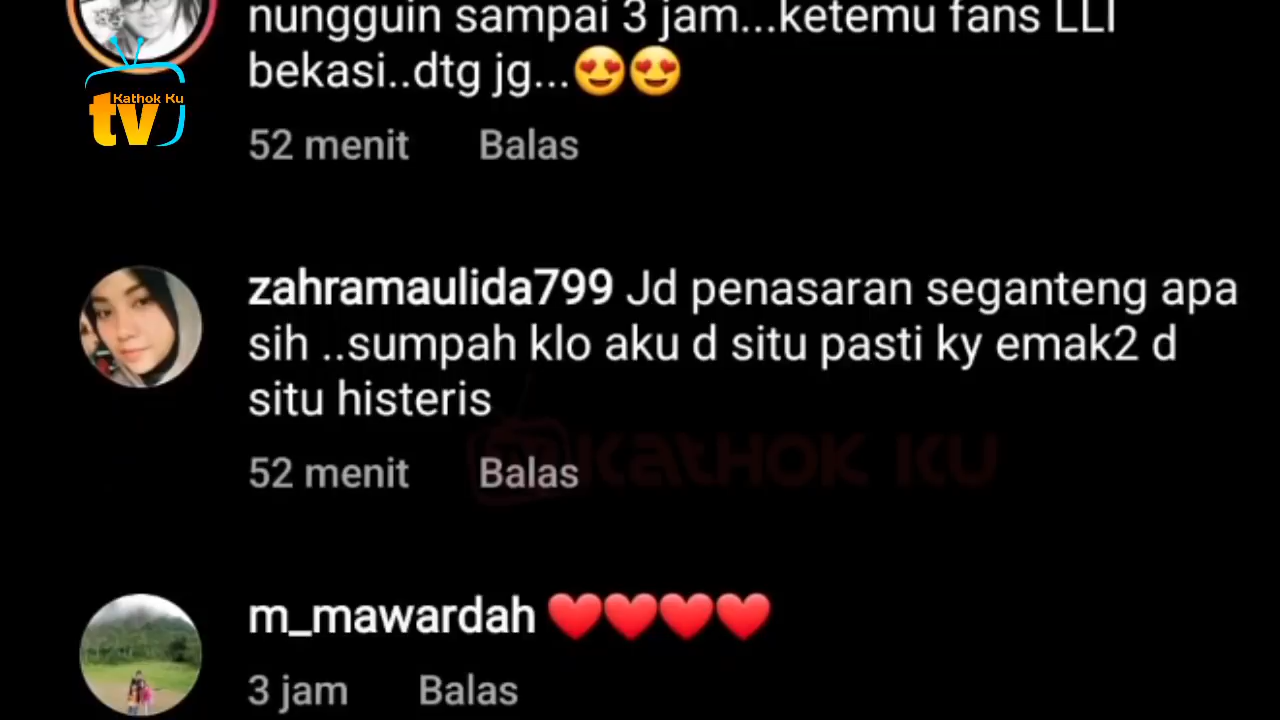 nungguin sampai 3 jam...ketemu fans LLI
bekasi..dtg jg...😍😍
Kathok Ku
tv
52 menit Balas
zahramaulida799 Jd penasaran seganteng apa
sih ..sumpah klo aku d situ pasti ky emak2 d
situ histeris
KATHOK KU
52 menit Balas
m_mawardah ❤️❤️❤️❤️
3 jam Balas